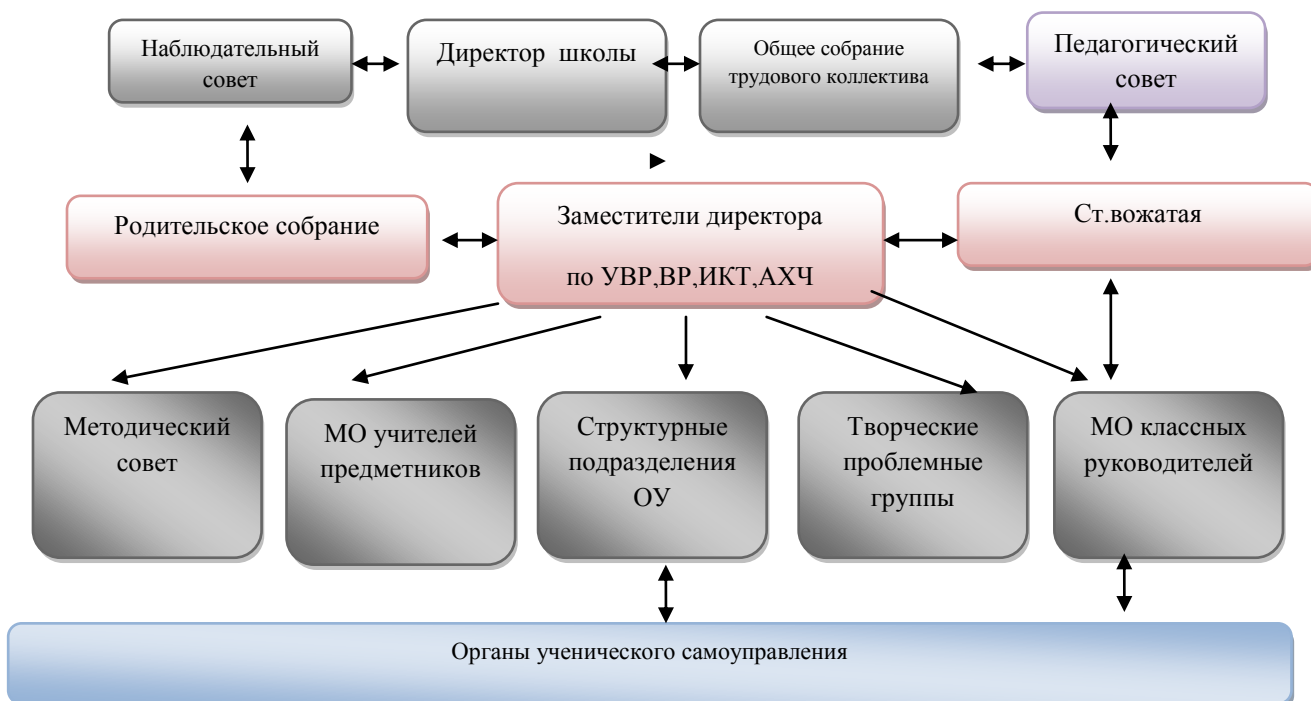 Наблюдательный
совет
Директор школы
Общее собрание
трудового коллектива
Педагогический
совет
Родительское собрание
Заместители директора
по УВР,ВР,ИКТ,АХЧ
Ст.вожатая
Методический
совет
МО учителей
предметников
Структурные
подразделения
ОУ
Творческие
проблемные
группы
МО классных
руководителей
Органы ученического самоуправления